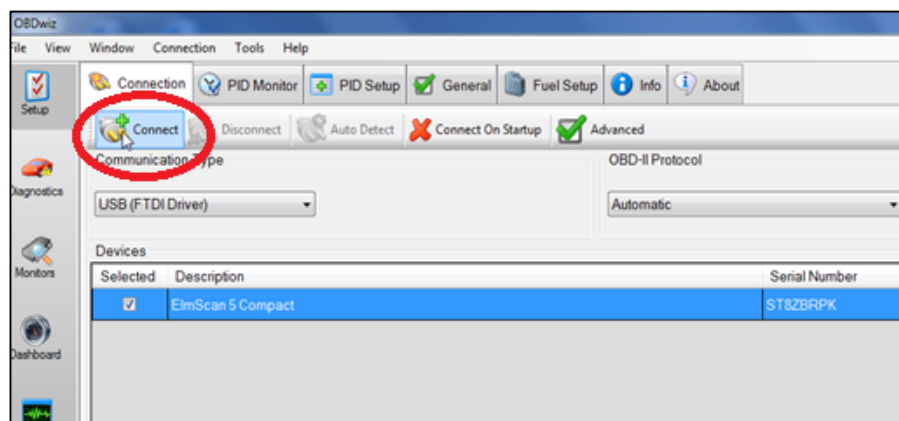 OBDwiz
File View Window Connection Tools Help
Setup
Connection PID Monitor PID Setup General Fuel Setup Info About
Connect Disconnect Auto Detect Connect On Startup Advanced
Communication Type OBD-II Protocol
Diagnostics
USB (FTDI Driver) Automatic
Devices
Monitors
Selected Description Serial Number
ElmScan 5 Compact ST8ZBRPK
Dashboard